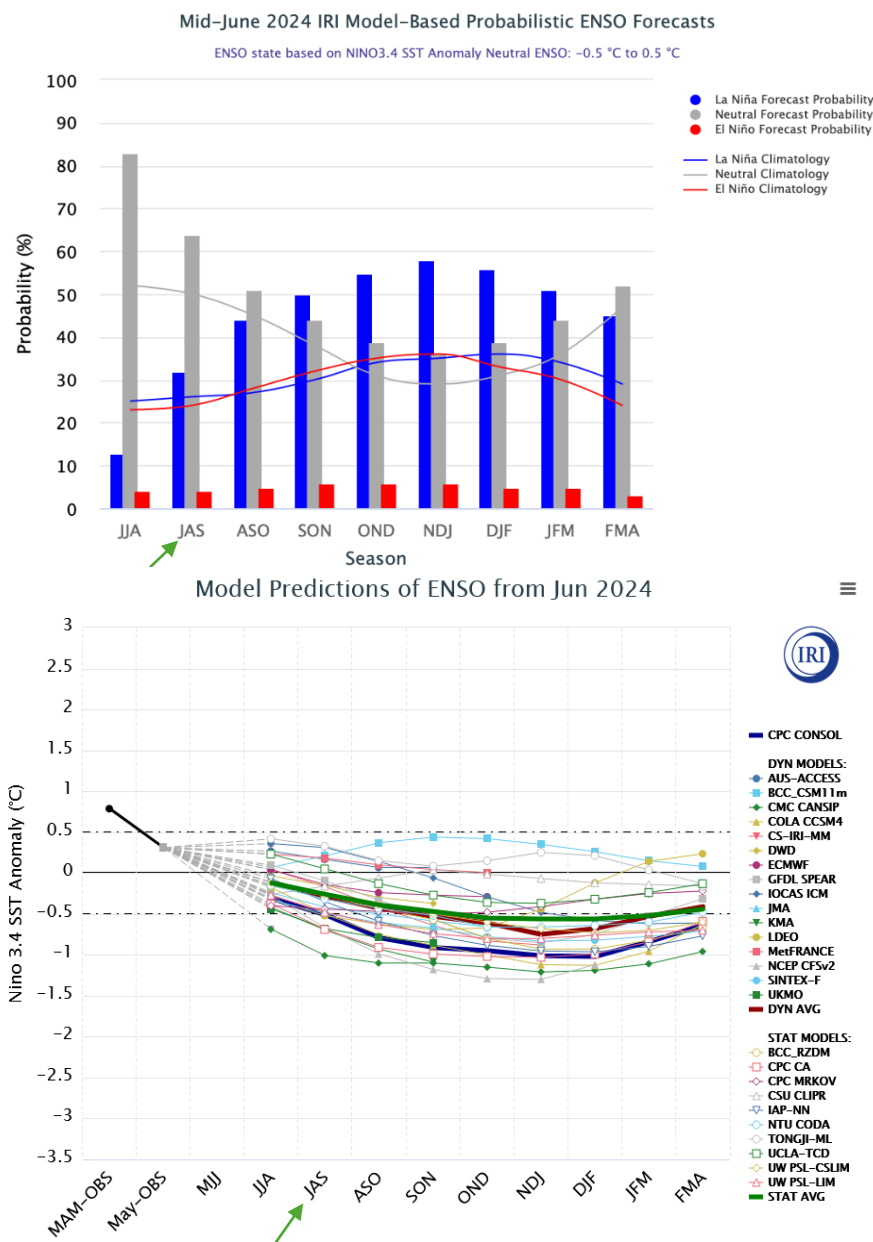 Mid-June 2024 IRI Model-Based Probabilistic ENSO Forecasts
ENSO state based on NINO3.4 SST Anomaly Neutral ENSO: -0.5 °C to 0.5 °C
Probability (%)
100
90
80
70
60
50
40
30
20
10
0
JJA JAS ASO SON OND NDJ DJF JFM FMA
Season
La Niña Forecast Probability
Neutral Forecast Probability
El Niño Forecast Probability
La Niña Climatology
Neutral Climatology
El Niño Climatology
Model Predictions of ENSO from Jun 2024
Nino 3.4 SST Anomaly (°C)
3
2.5
2
1.5
1
0.5
0
-0.5
-1
-1.5
-2
-2.5
-3
-3.5
MAM-OBS May-OBS MJJ JJA JAS ASO SON OND NDJ DJF JFM FMA
IRI
CPC CONSOL
DYN MODELS:
AUS-ACCESS
BCC_CSM11m
CMC CANSIP
COLA CCSM4
CS-IRI-MM
DWD
ECMWF
GFDL SPEAR
IOCAS ICM
JMA
KMA
LDEO
MetFRANCE
NCEP CFSv2
SINTEX-F
UKMO
DYN AVG
STAT MODELS:
BCC_RZDM
CPC CA
CPC MRKOV
CSU CLIPR
IAP-NN
NTU CODA
TONGJI-ML
UCLA-TCD
UW PSL-CSLIM
UW PSL-LIM
STAT AVG